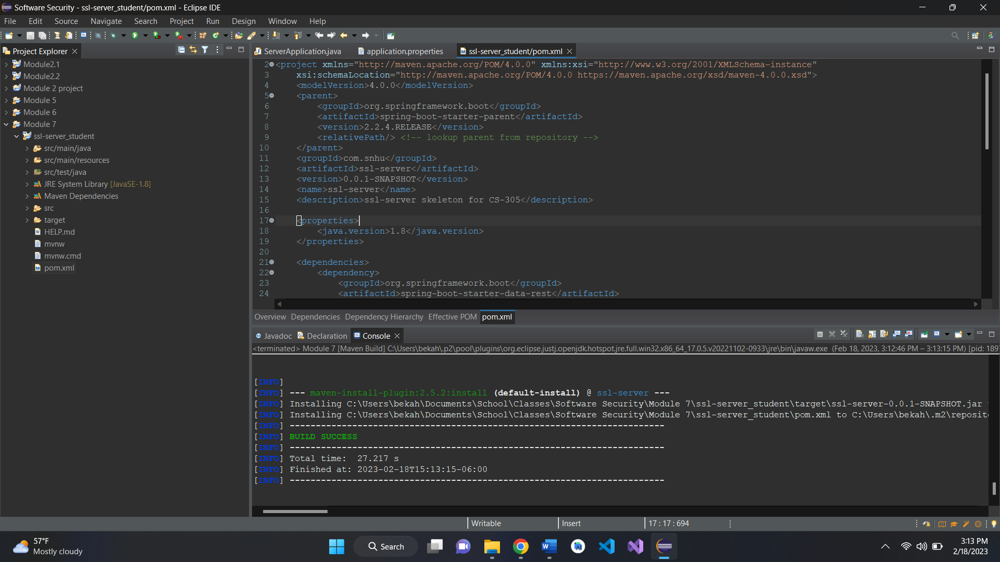 Software Security - ssl-server_student/pom.xml - Eclipse IDE
File Edit Source Navigate Search Project Run Design Window Help
Project Explorer
Module2.1
Module2.2
Module 2 project
Module 5
Module 6
Module 7
ssl-server_student
src/main/java
src/main/resources
src/test/java
JRE System Library [JavaSE-1.8]
Maven Dependencies
src
target
HELP.md
mvnw
mvnw.cmd
pom.xml
ServerApplication.java application.properties ssl-server_student/pom.xml
2 <project xmlns="http://maven.apache.org/POM/4.0.0" xmlns:xsi="http://www.w3.org/2001/XMLSchema-instance"
3 xsi:schemaLocation="http://maven.apache.org/POM/4.0.0 https://maven.apache.org/xsd/maven-4.0.0.xsd">
4 <modelVersion>4.0.0</modelVersion>
5 <parent>
6 <groupId>org.springframework.boot</groupId>
7 <artifactId>spring-boot-starter-parent</artifactId>
8 <version>2.2.4.RELEASE</version>
9 <relativePath/> <!-- lookup parent from repository -->
10 </parent>
11 <groupId>com.snhu</groupId>
12 <artifactId>ssl-server</artifactId>
13 <version>0.0.1-SNAPSHOT</version>
14 <name>ssl-server</name>
15 <description>ssl-server skeleton for CS-305</description>
16
17 <properties>
18 <java.version>1.8</java.version>
19 </properties>
20
21 <dependencies>
22 <dependency>
23 <groupId>org.springframework.boot</groupId>
24 <artifactId>spring-boot-starter-data-rest</artifactId>
Overview Dependencies Dependency Hierarchy Effective POM pom.xml
Javadoc Declaration Console
<terminated> Module 7 [Maven Build] C:\Users\bekah\.p2\pool\plugins\org.eclipse.justj.openjdk.hotspot.jre.full.win32.x86_64_17.0.5.v20221102-0933\jre\bin\javaw.exe (Feb 18, 2023, 3:12:46 PM – 3:13:15 PM) [pid: 189
[INFO]
[INFO] --- maven-install-plugin:2.5.2:install (default-install) @ ssl-server ---
[INFO] Installing C:\Users\bekah\Documents\School\Classes\Software Security\Module 7\ssl-server_student\target\ssl-server-0.0.1-SNAPSHOT.jar
[INFO] Installing C:\Users\bekah\Documents\School\Classes\Software Security\Module 7\ssl-server_student\pom.xml to C:\Users\bekah\.m2\reposit
[INFO] ------------------------------------------------------------------------
[INFO] BUILD SUCCESS
[INFO] ------------------------------------------------------------------------
[INFO] Total time:  27.217 s
[INFO] Finished at: 2023-02-18T15:13:15-06:00
[INFO] ------------------------------------------------------------------------
Writable Insert 17 : 17 : 694
57°F
Mostly cloudy
Search
3:13 PM
2/18/2023